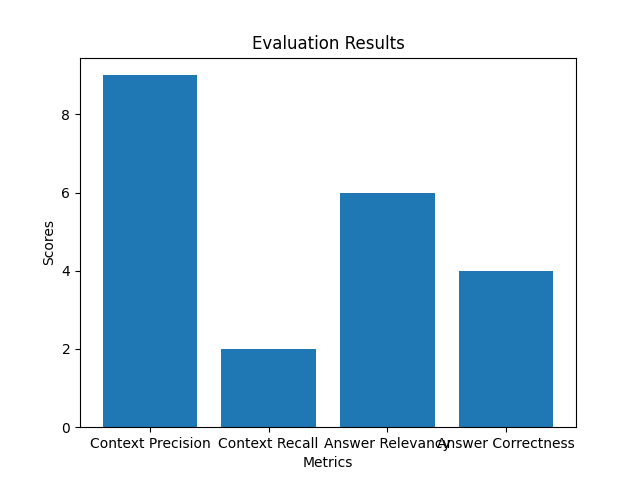 Evaluation Results
8
6
4
2
0
Scores
Context Precision
Context Recall
Answer Relevancy
Answer Correctness
Metrics